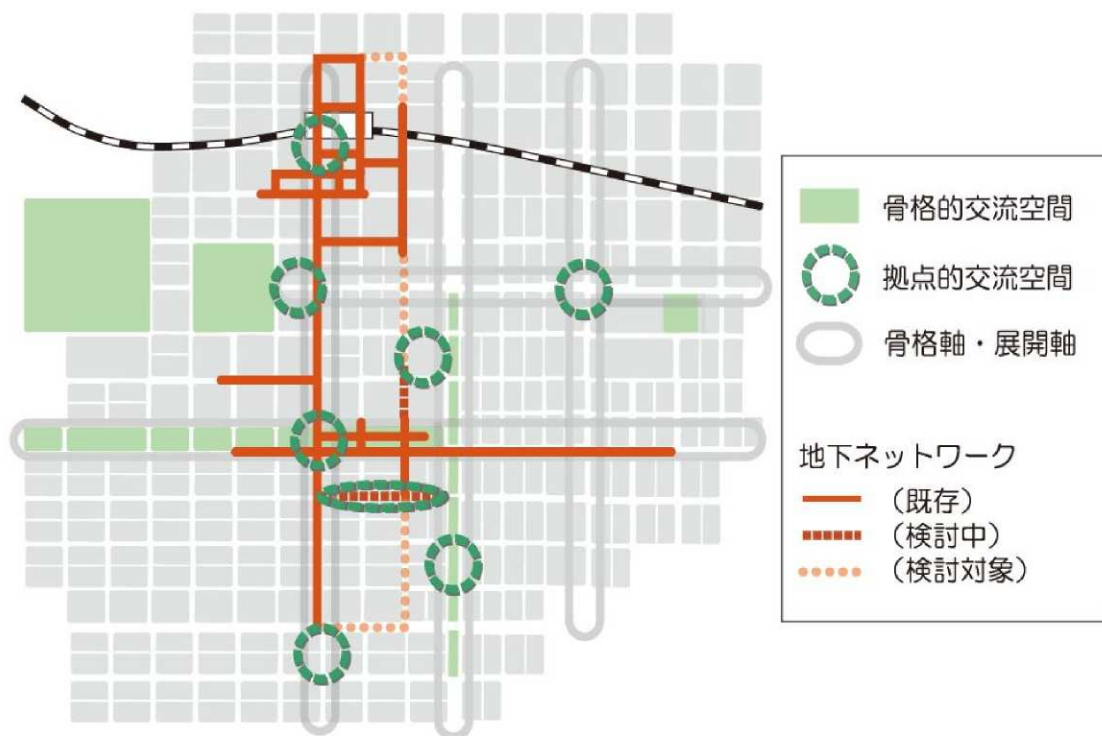 骨格的交流空間
拠点的交流空間
骨格軸・展開軸
地下ネットワーク
（既存）
（検討中）
（検討対象）